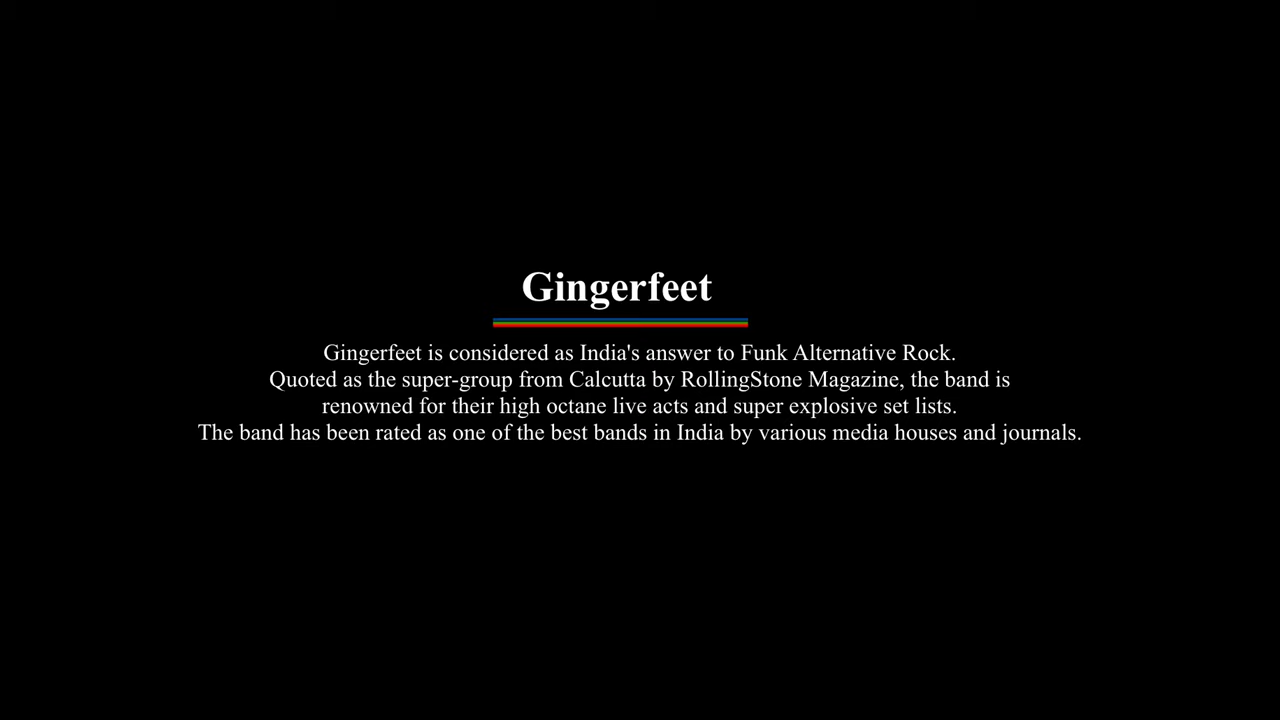 Gingerfeet
Gingerfeet is considered as India's answer to Funk Alternative Rock.
Quoted as the super-group from Calcutta by RollingStone Magazine, the band is
renowned for their high octane live acts and super explosive set lists.
The band has been rated as one of the best bands in India by various media houses and journals.